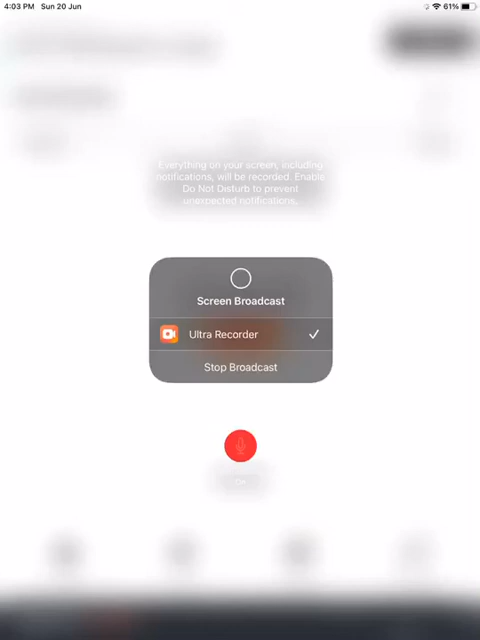 4:03 PM Sun 20 Jun 61%
Everything on your screen, including
notifications, will be recorded. Enable
Do Not Disturb to prevent
unexpected notifications.
Screen Broadcast
Ultra Recorder
Stop Broadcast